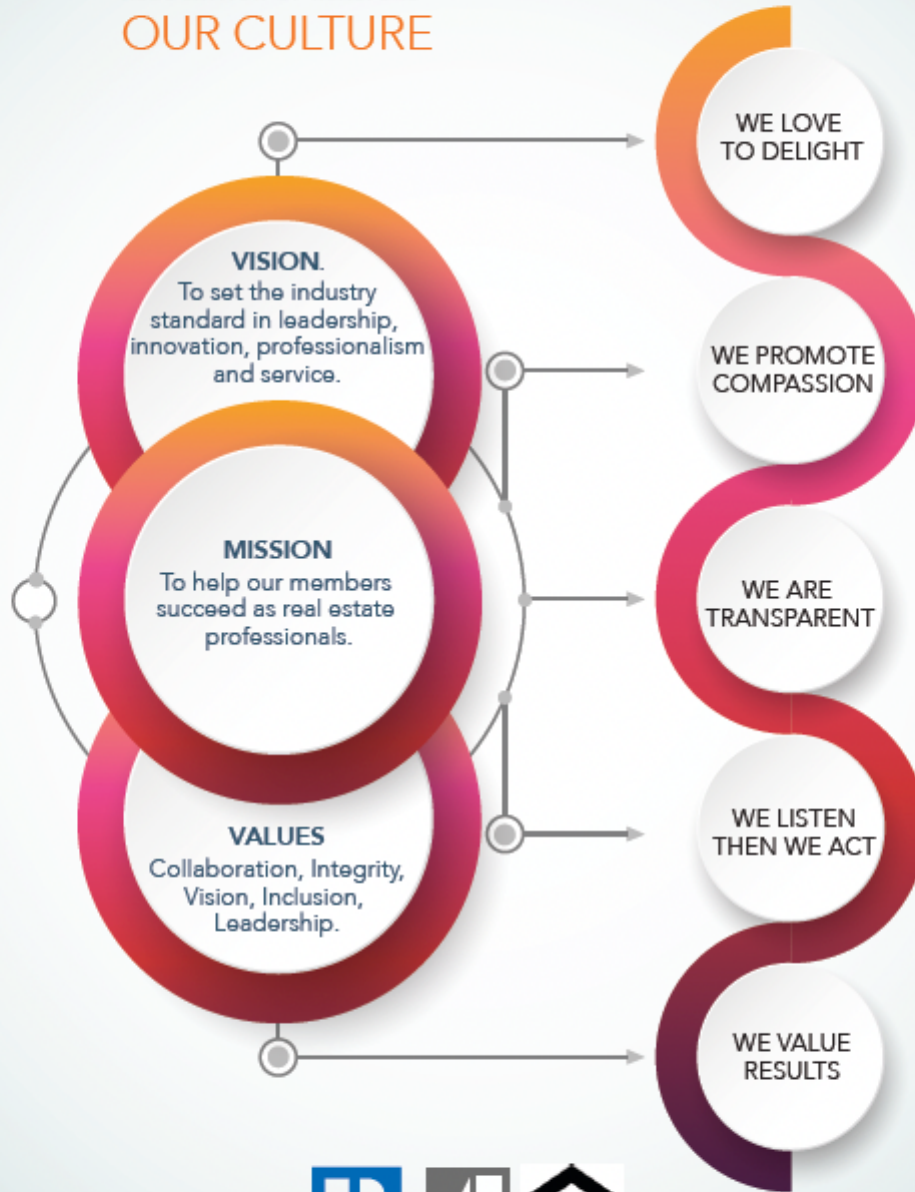 OUR CULTURE
VISION.
To set the industry
standard in leadership,
innovation, professionalism
and service.
MISSION
To help our members
succeed as real estate
professionals.
VALUES
Collaboration, Integrity,
Vision, Inclusion,
Leadership.
WE LOVE
TO DELIGHT
WE PROMOTE
COMPASSION
WE ARE
TRANSPARENT
WE LISTEN
THEN WE ACT
WE VALUE
RESULTS